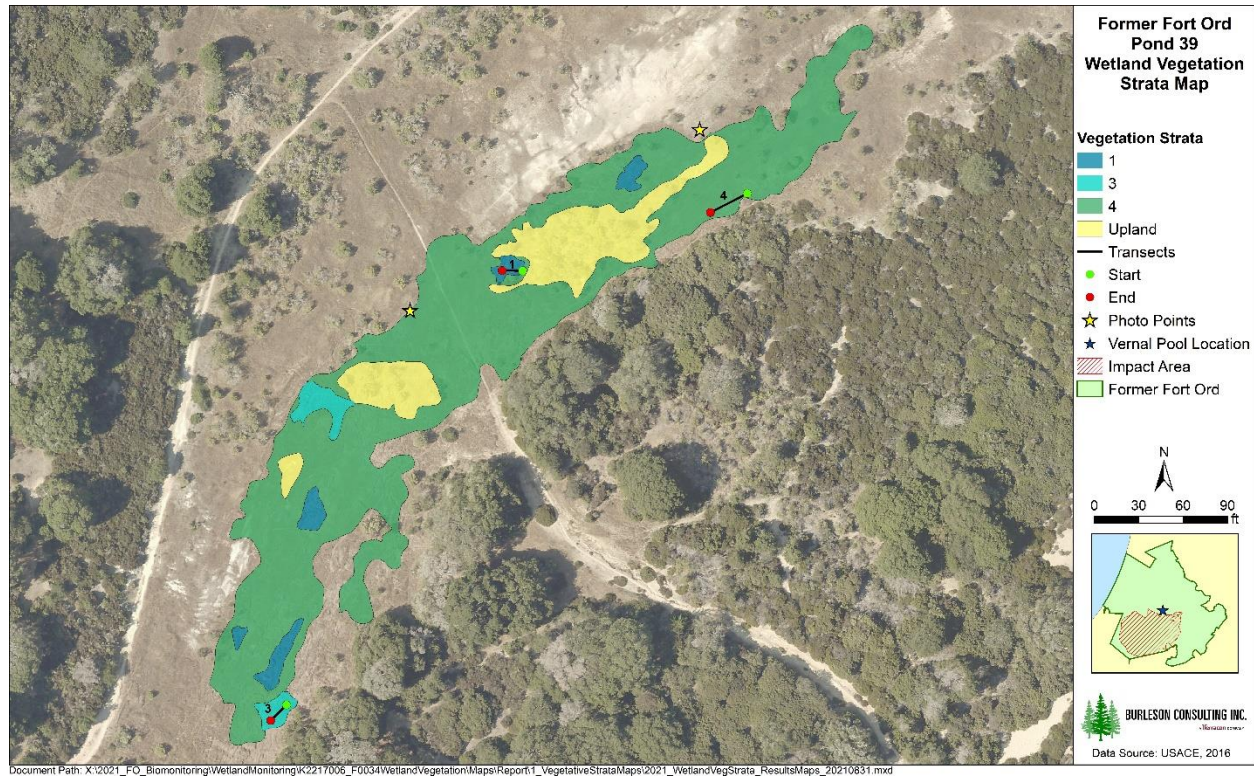 Former Fort Ord
Pond 39
Wetland Vegetation
Strata Map
Vegetation Strata
1
3
4
Upland
Transects
Start
End
Photo Points
Vernal Pool Location
Impact Area
Former Fort Ord
4
1
3
N
0 30 60 90
ft
BURLESON CONSULTING INC.
Data Source: USACE, 2016
Document Path: X:\2021_FO_Biomonitoring\WetlandMonitoring\K2217006_F0034\WetlandVegetation\Maps\Report\1_VegetativeStrataMaps\2021_WetlandVegStrata_ResultsMaps_20210831.mxd